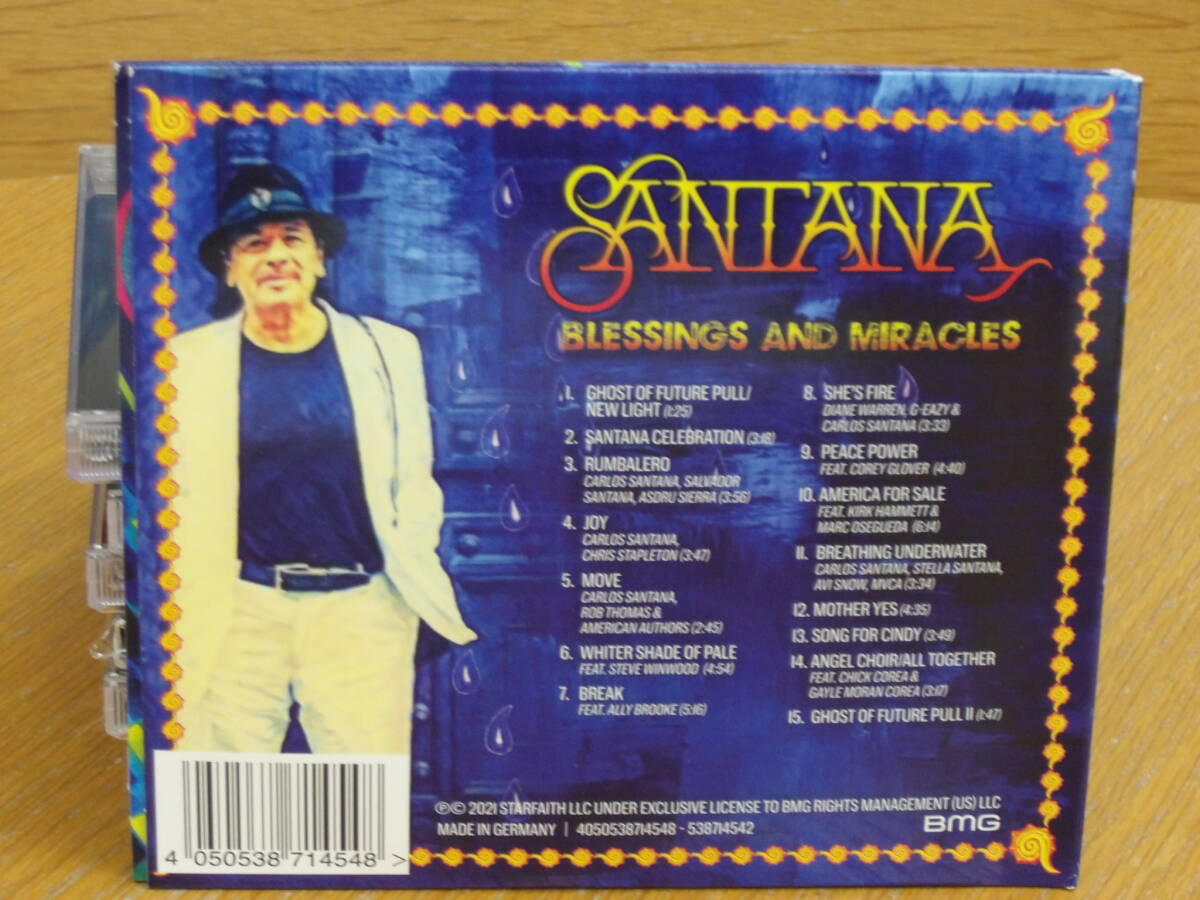 SANTANA
BLESSINGS AND MIRACLES
1. GHOST OF FUTURE PULL/
NEW LIGHT (1:25)
2. SANTANA CELEBRATION (3:18)
3. RUMBALERO
CARLOS SANTANA, SALVADOR
SANTANA, ASDRU SIERRA (3:56)
4. JOY
CARLOS SANTANA,
CHRIS STAPLETON (3:47)
5. MOVE
CARLOS SANTANA,
ROB THOMAS &
AMERICAN AUTHORS (2:45)
6. WHITER SHADE OF PALE
FEAT. STEVE WINWOOD (4:54)
7. BREAK
FEAT. ALLY BROOKE (5:16)
8. SHE'S FIRE
DIANE WARREN, G-EAZY &
CARLOS SANTANA (3:33)
9. PEACE POWER
FEAT. COREY GLOVER (4:40)
10. AMERICA FOR SALE
FEAT. KIRK HAMMETT &
MARC OSEGUEDA (6:14)
11. BREATHING UNDERWATER
CARLOS SANTANA, STELLA SANTANA,
AVI SNOW, MVCA (3:34)
12. MOTHER YES (4:35)
13. SONG FOR CINDY (3:49)
14. ANGEL CHOIR/ALL TOGETHER
FEAT. CHICK COREA &
GAYLE MORAN COREA (3:17)
15. GHOST OF FUTURE PULL II (1:47)
℗© 2021 STARFAITH LLC UNDER EXCLUSIVE LICENSE TO BMG RIGHTS MANAGEMENT (US) LLC
MADE IN GERMANY | 4050538714548 - 538714542
BMG
4 050538 714548 >